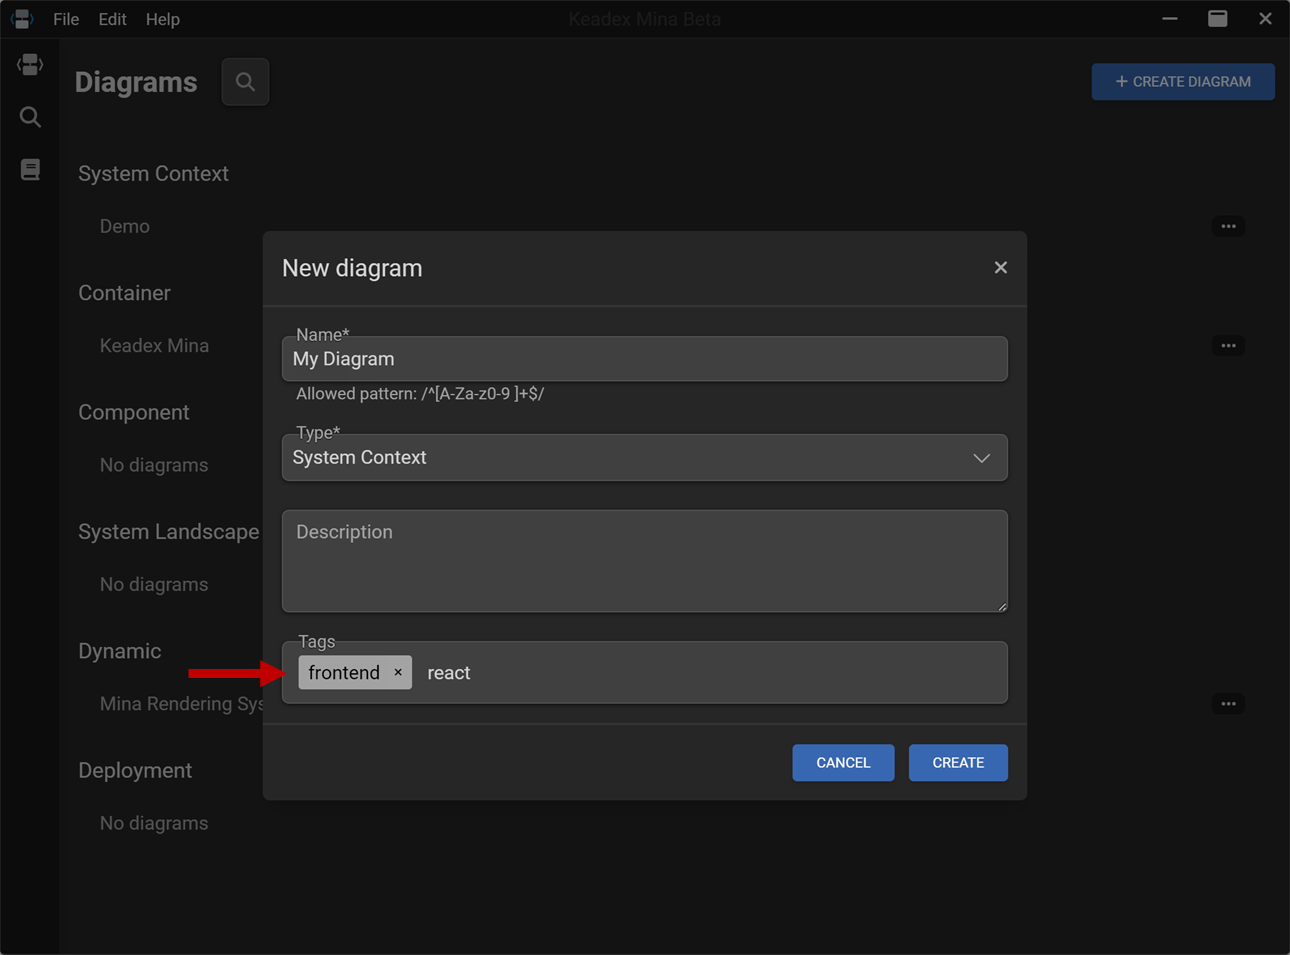 File Edit Help
Keadex Mina Beta
Diagrams
+ CREATE DIAGRAM
System Context
Demo
Container
Keadex Mina
Component
No diagrams
System Landscape
No diagrams
Dynamic
Mina Rendering Sys
Deployment
No diagrams
New diagram
Name*
My Diagram
Allowed pattern: /^[A-Za-z0-9 ]+$/
Type*
System Context
Description
Tags
frontend × react
CANCEL CREATE